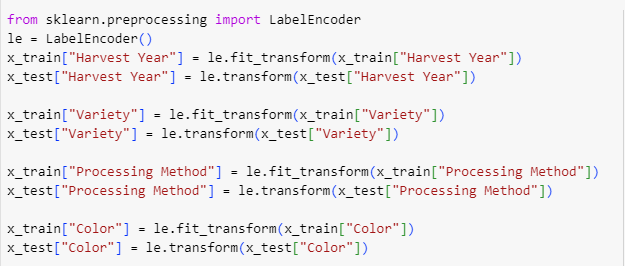 from sklearn.preprocessing import LabelEncoder
le = LabelEncoder()
x_train["Harvest Year"] = le.fit_transform(x_train["Harvest Year"])
x_test["Harvest Year"] = le.transform(x_test["Harvest Year"])
x_train["Variety"] = le.fit_transform(x_train["Variety"])
x_test["Variety"] = le.transform(x_test["Variety"])
x_train["Processing Method"] = le.fit_transform(x_train["Processing Method"])
x_test["Processing Method"] = le.transform(x_test["Processing Method"])
x_train["Color"] = le.fit_transform(x_train["Color"])
x_test["Color"] = le.transform(x_test["Color"])